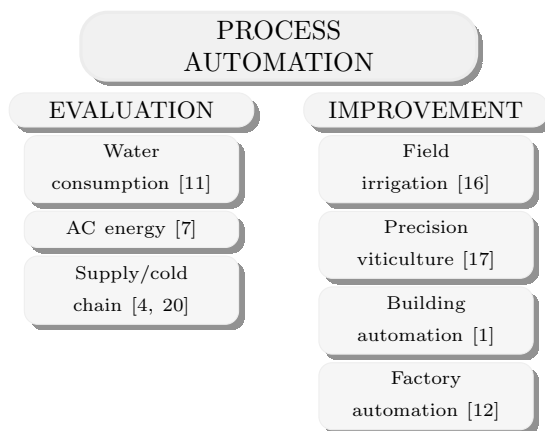 PROCESS
AUTOMATION
EVALUATION
Water
consumption [11]
AC energy [7]
Supply/cold
chain [4, 20]
IMPROVEMENT
Field
irrigation [16]
Precision
viticulture [17]
Building
automation [1]
Factory
automation [12]